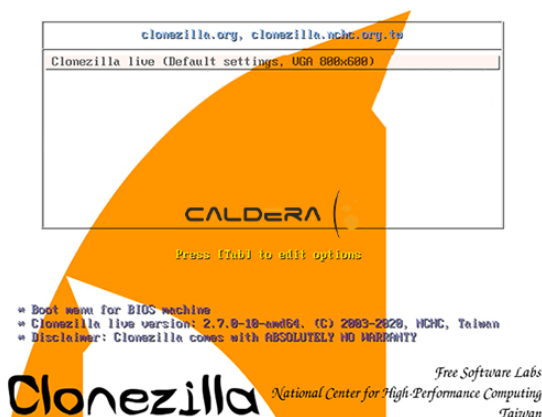 clonezilla.org, clonezilla.nchc.org.tw
Clonezilla live (Default settings, VGA 800x600)
CALDERA
Press [Tab] to edit options
* Boot menu for BIOS machine
* Clonezilla live version: 2.7.0-10-amd64. (C) 2003-2020, NCHC, Taiwan
* Disclaimer: Clonezilla comes with ABSOLUTELY NO WARRANTY
Free Software Labs
Clonezilla National Center for High-Performance Computing
Taiwan